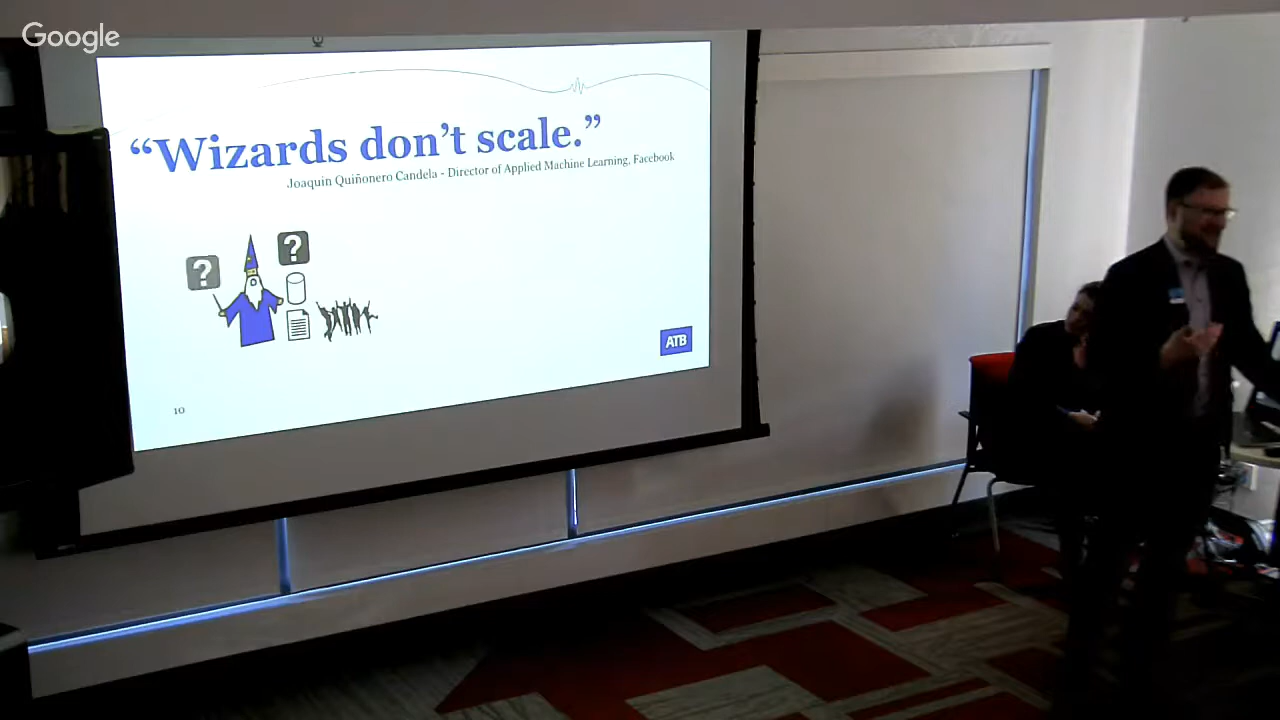 Google
“Wizards don’t scale.”
Joaquin Quiñonero Candela - Director of Applied Machine Learning, Facebook
?
?
ATB
10